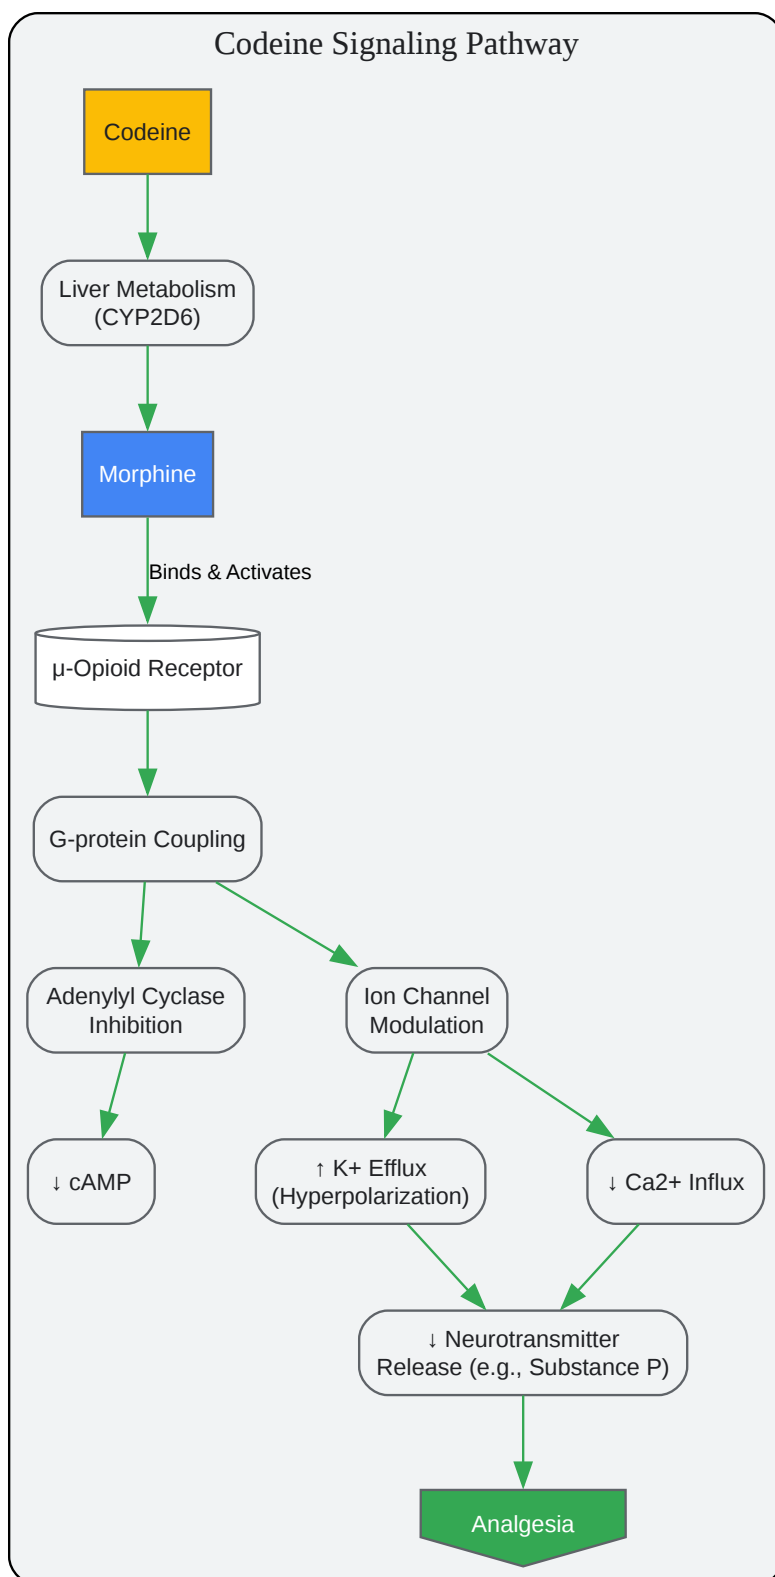 Codeine Signaling Pathway
Codeine
Liver Metabolism
(CYP2D6)
Morphine
Binds & Activates
μ-Opioid Receptor
G-protein Coupling
Adenylyl Cyclase
Inhibition
Ion Channel
Modulation
↓ cAMP
↑ K+ Efflux
(Hyperpolarization)
↓ Ca2+ Influx
↓ Neurotransmitter
Release (e.g., Substance P)
Analgesia